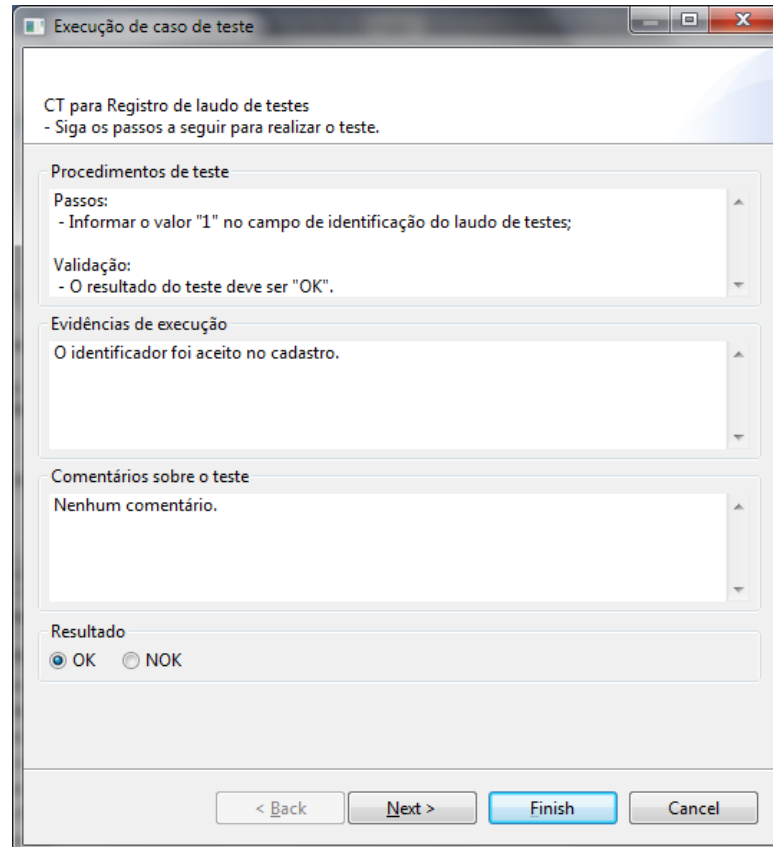 Execução de caso de teste
CT para Registro de laudo de testes
- Siga os passos a seguir para realizar o teste.
Procedimentos de teste
Passos:
- Informar o valor "1" no campo de identificação do laudo de testes;
Validação:
- O resultado do teste deve ser "OK".
Evidências de execução
O identificador foi aceito no cadastro.
Comentários sobre o teste
Nenhum comentário.
Resultado
OK NOK
< Back Next > Finish Cancel